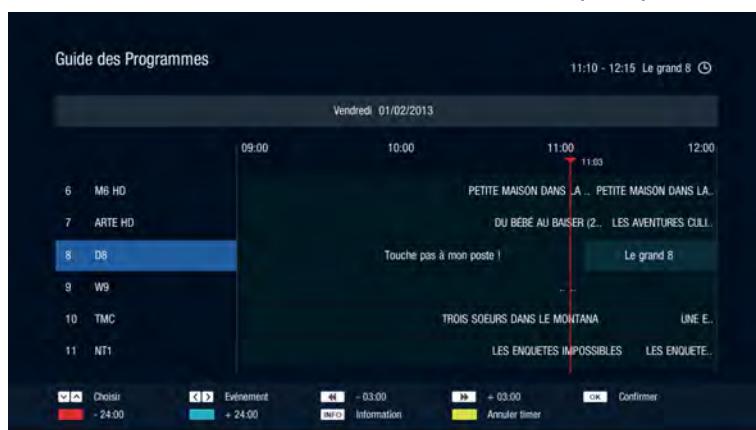 Guide des Programmes
11:10 - 12:15 Le grand 8
Vendredi 01/02/2013
09:00 10:00 11:00 12:00
11:03
6 M6 HD PETITE MAISON DANS LA .. PETITE MAISON DANS LA..
7 ARTE HD DU BÉBÉ AU BAISER (2.. LES AVENTURES CULI..
8 D8 Touche pas à mon poste ! Le grand 8
9 W9 .. ..
10 TMC TROIS SOEURS DANS LE MONTANA UNE E..
11 NT1 LES ENQUETES IMPOSSIBLES LES ENQUETE..
Choisir Evénement - 03:00 + 03:00 OK Confirmer
- 24:00 + 24:00 INFO Information Annuler timer